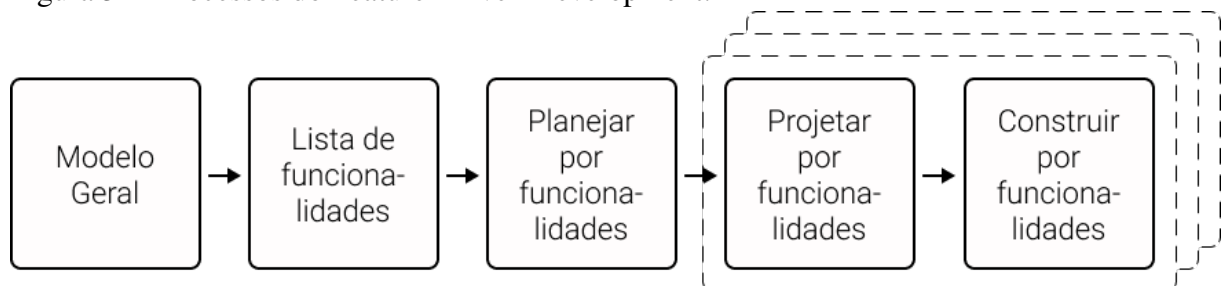 Modelo
Geral
Lista de
funciona-
lidades
Planejar
por
funciona-
lidades
Projetar
por
funciona-
lidades
Construir
por
funciona-
lidades